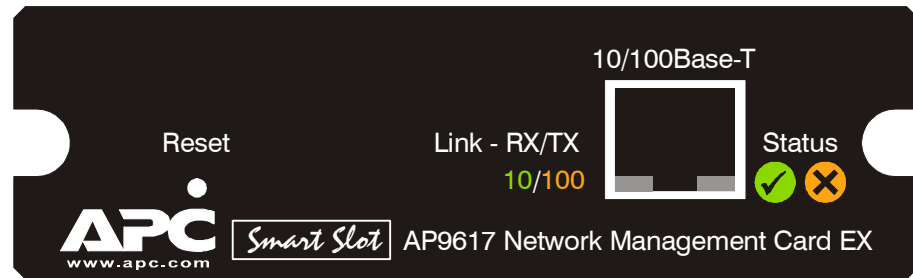 10/100Base-T
Reset
Link - RX/TX
Status
10/100
APC
www.apc.com
Smart Slot
AP9617 Network Management Card EX